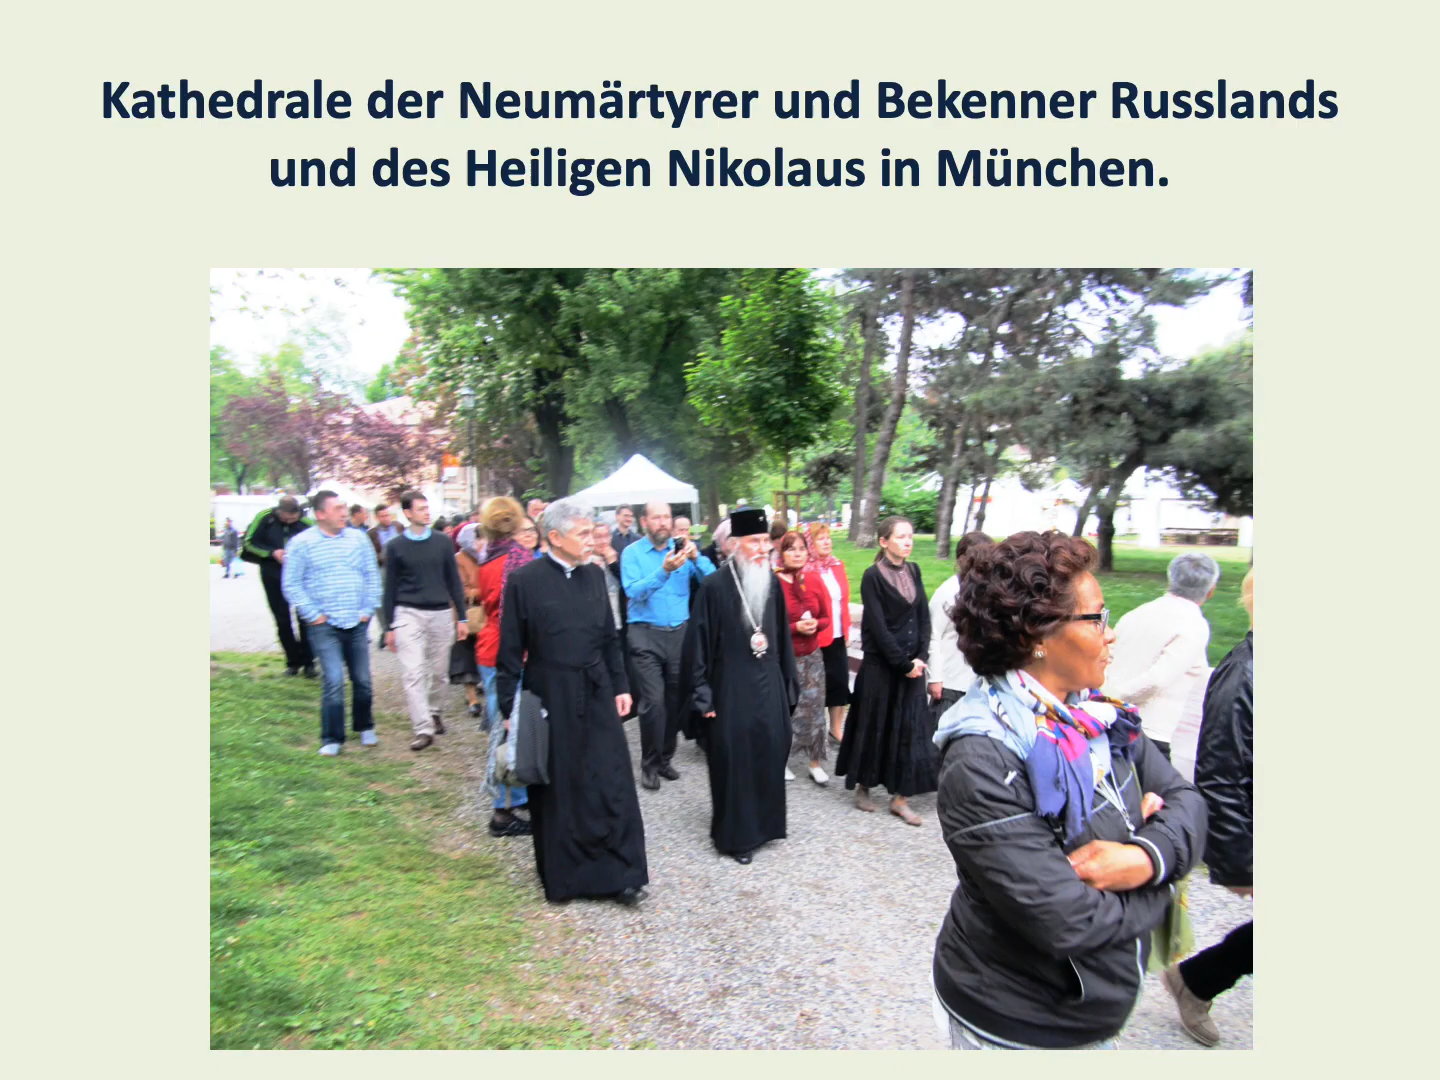 Kathedrale der Neumärtyrer und Bekenner Russlands
und des Heiligen Nikolaus in München.